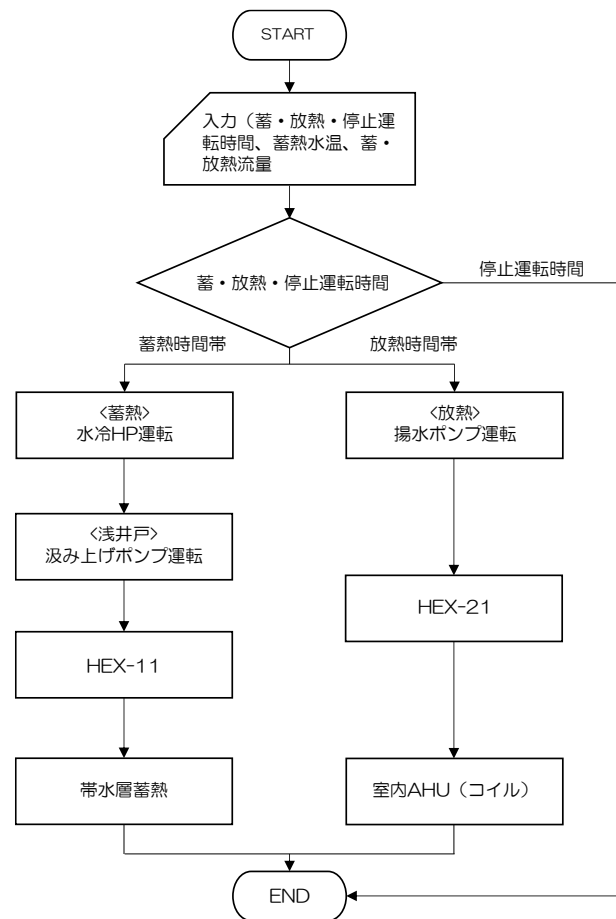 START
入力（蓄・放熱・停止運
転時間、蓄熱水温、蓄・
放熱流量
蓄・放熱・停止運転時間
停止運転時間
蓄熱時間帯
放熱時間帯
<蓄熱>
水冷HP運転
<放熱>
揚水ポンプ運転
<浅井戸>
汲み上げポンプ運転
HEX-21
HEX-11
帯水層蓄熱
室内AHU（コイル）
END